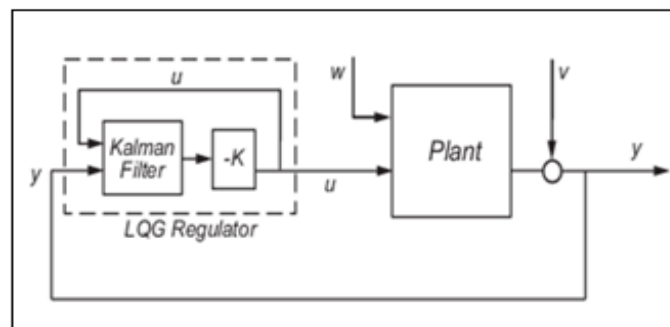 u
w
v
Kalman
Filter
-K
Plant
y
y
u
LQG Regulator